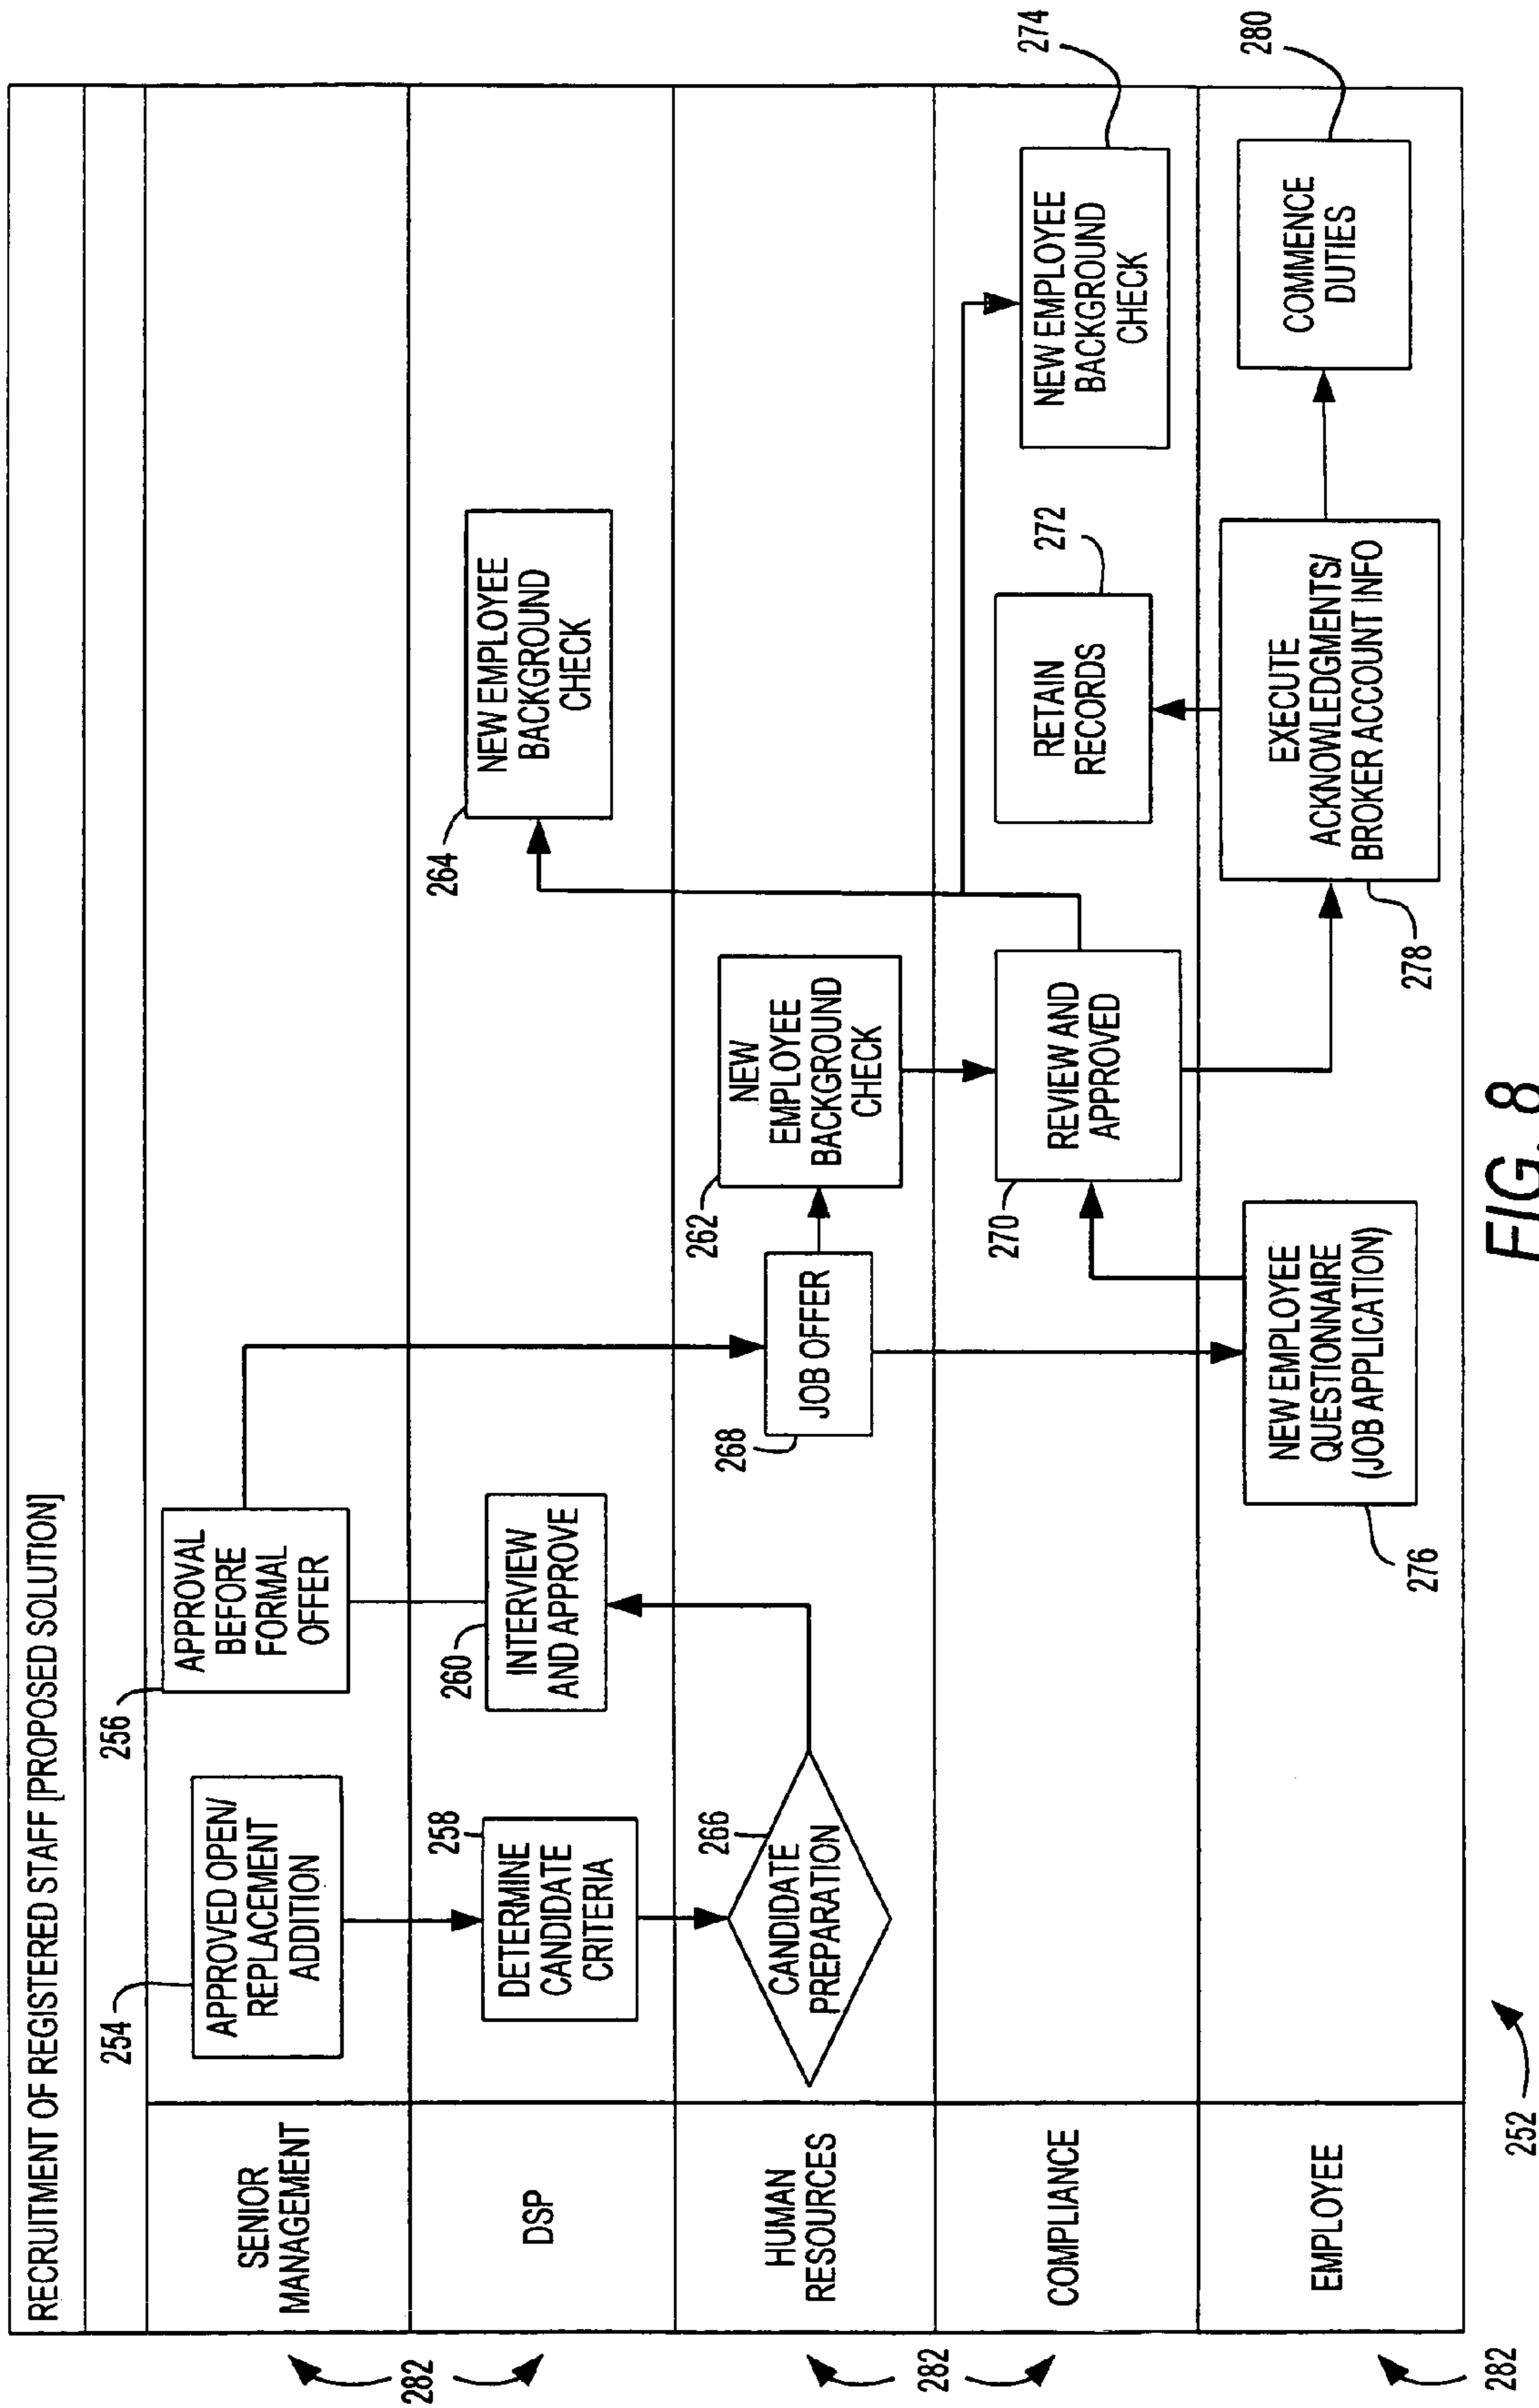 RECRUITMENT OF REGISTERED STAFF [PROPOSED SOLUTION]
SENIOR
MANAGEMENT
254
APPROVED OPEN/
REPLACEMENT
ADDITION
256
APPROVAL
BEFORE
FORMAL
OFFER
DSP
258
DETERMINE
CANDIDATE
CRITERIA
260
INTERVIEW
AND APPROVE
264
NEW EMPLOYEE
BACKGROUND
CHECK
282
HUMAN
RESOURCES
266
CANDIDATE
PREPARATION
268
JOB OFFER
262
NEW
EMPLOYEE
BACKGROUND
CHECK
COMPLIANCE
270
REVIEW AND
APPROVED
272
RETAIN
RECORDS
274
NEW EMPLOYEE
BACKGROUND
CHECK
282
EMPLOYEE
276
NEW EMPLOYEE
QUESTIONNAIRE
(JOB APPLICATION)
278
EXECUTE
ACKNOWLEDGMENTS/
BROKER ACCOUNT INFO
280
COMMENCE
DUTIES
282
252
FIG. 8